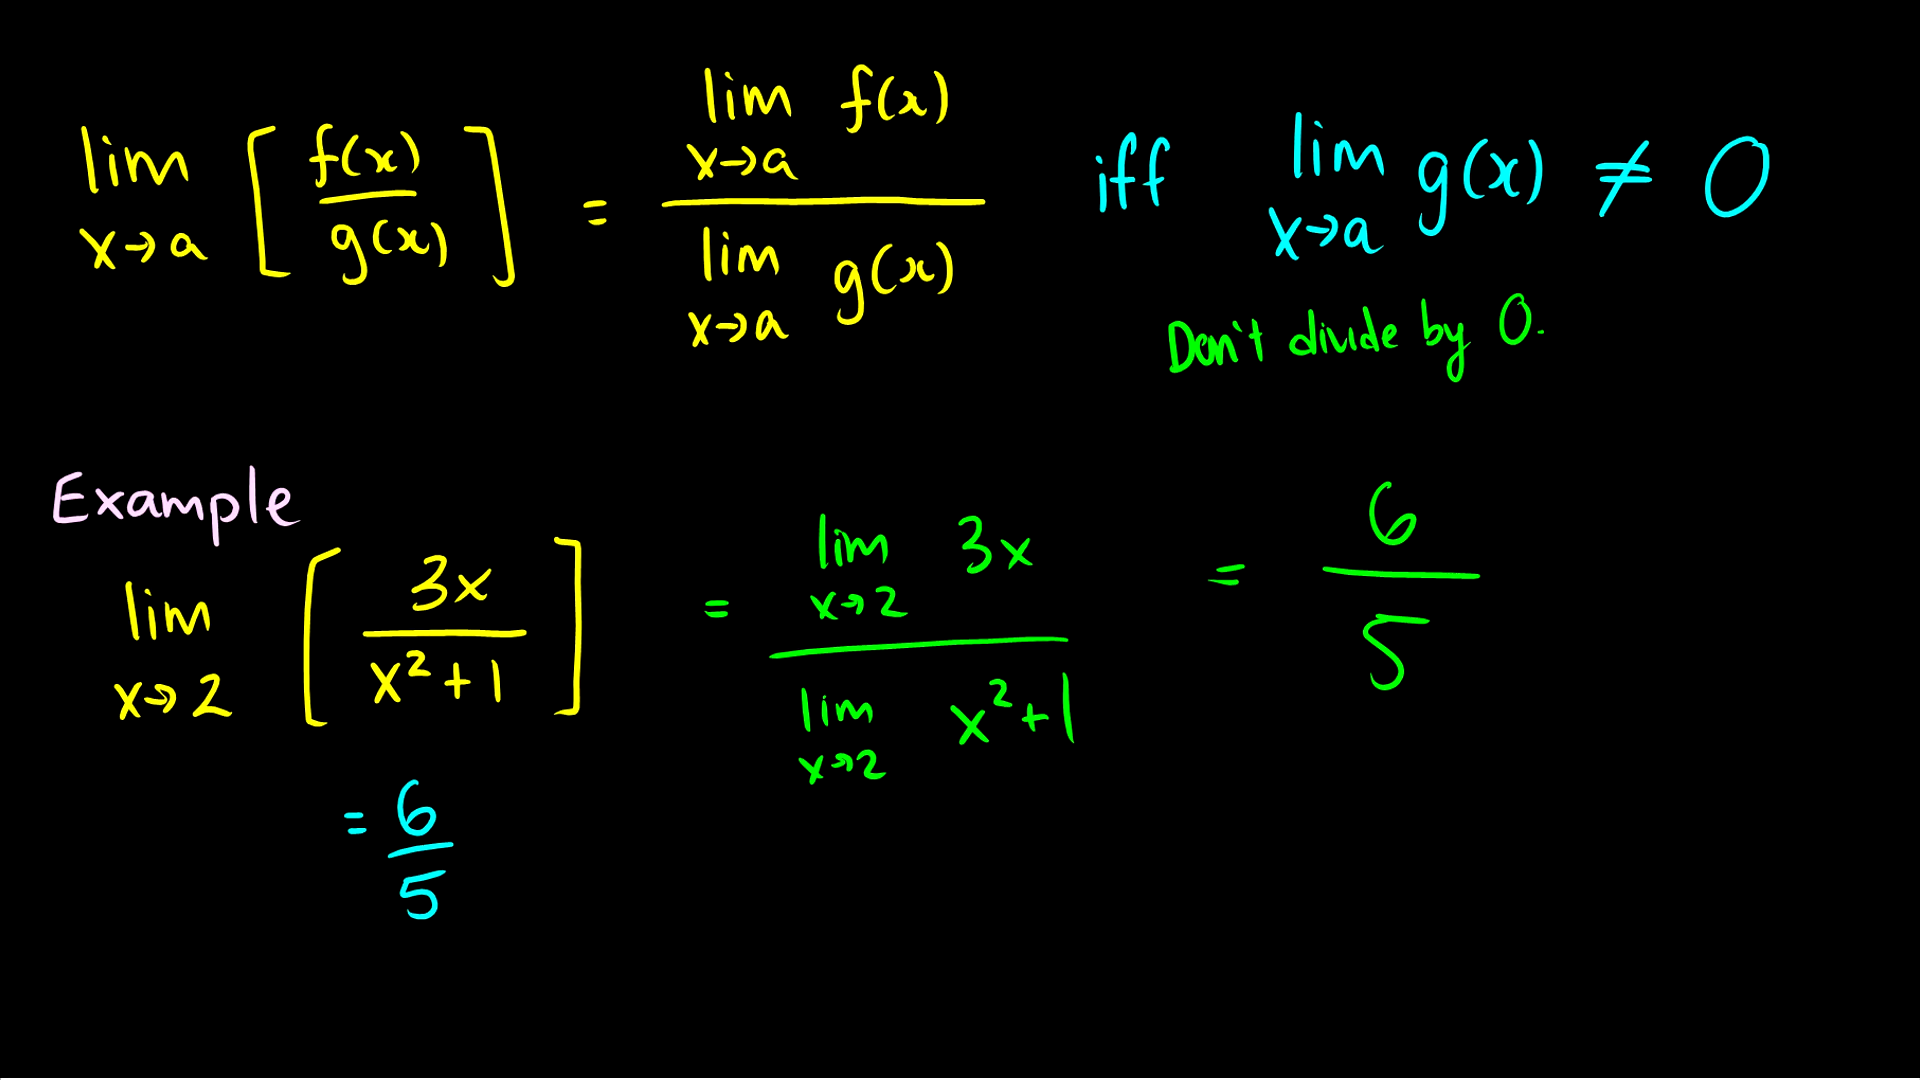 lim x→a [ f(x) / g(x) ] = lim x→a f(x) / lim x→a g(x) iff lim x→a g(x) ≠ 0
Don't divide by 0.
Example
lim x→2 [ 3x / x²+1 ] = lim x→2 3x / lim x→2 x²+1 = 6 / 5
= 6 / 5